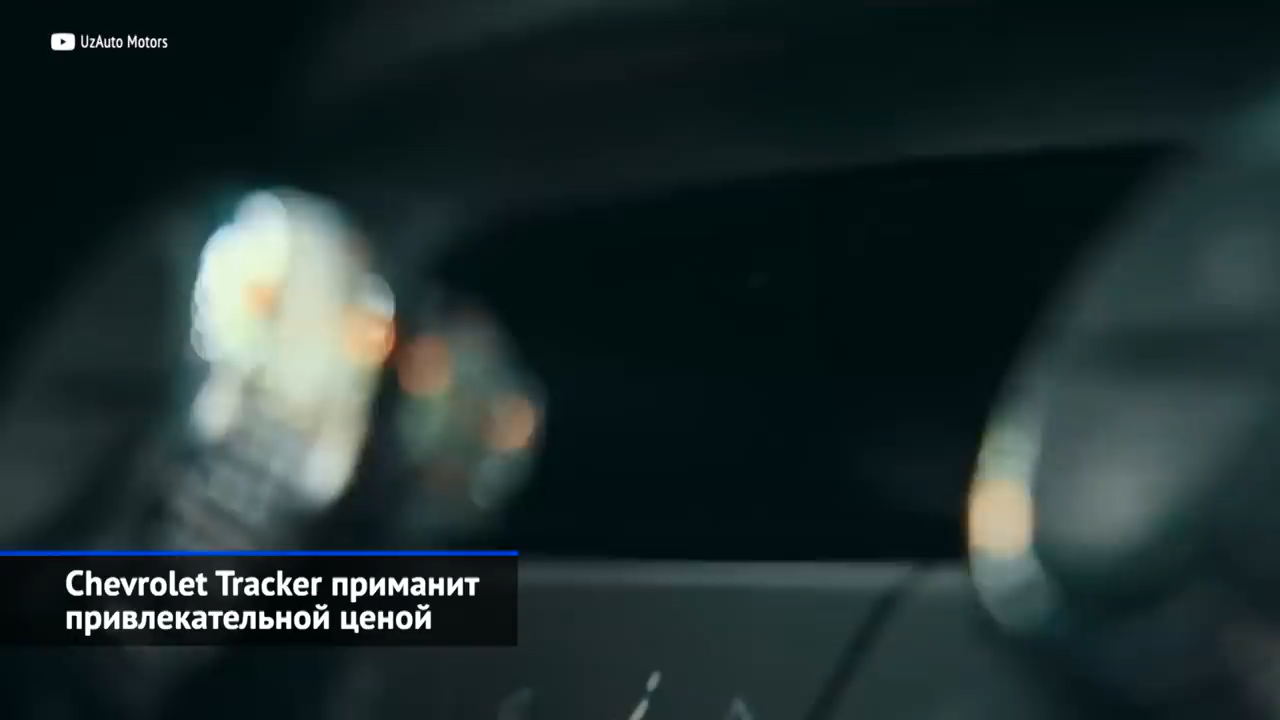 UzAuto Motors
Chevrolet Tracker приманит
привлекательной ценой